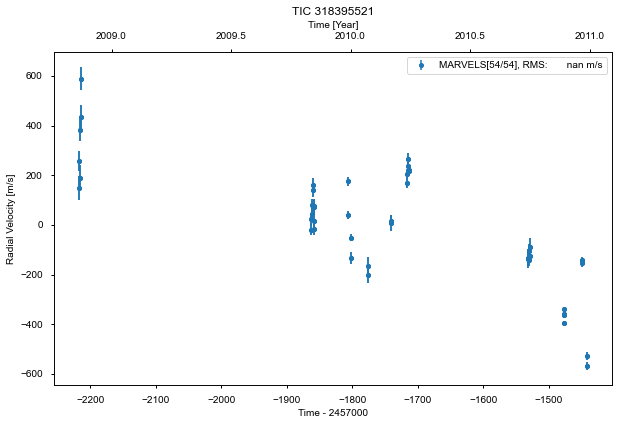 TIC 318395521
Time [Year]
2009.0 2009.5 2010.0 2010.5 2011.0
MARVELS[54/54], RMS: nan m/s
600
400
200
0
−200
−400
−600
Radial Velocity [m/s]
−2200 −2100 −2000 −1900 −1800 −1700 −1600 −1500
Time - 2457000